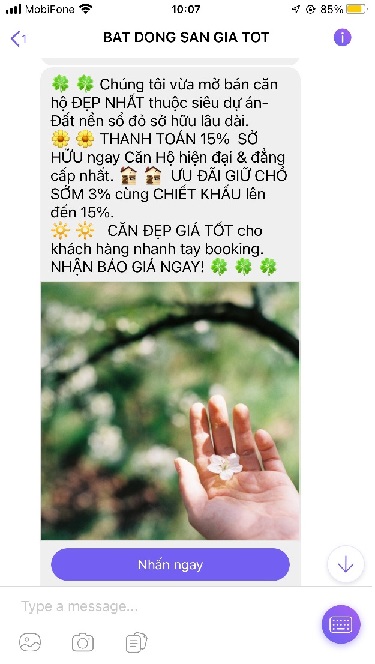 MobiFone
10:07
85%
1
BAT DONG SAN GIA TOT
🍀 🍀 Chúng tôi vừa mở bán căn
hộ ĐẸP NHẤT thuộc siêu dự án-
Đất nền sổ đỏ sở hữu lâu dài.
🌼 🌼 THANH TOÁN 15% SỞ
HỮU ngay Căn Hộ hiện đại & đẳng
cấp nhất. 🏠 🏠 ƯU ĐÃI GIỮ CHỖ
SỚM 3% cùng CHIẾT KHẤU lên
đến 15%.
🔆 🔆 CĂN ĐẸP GIÁ TỐT cho
khách hàng nhanh tay booking.
NHẬN BÁO GIÁ NGAY! 🍀 🍀 🍀
Nhấn ngay
Type a message...